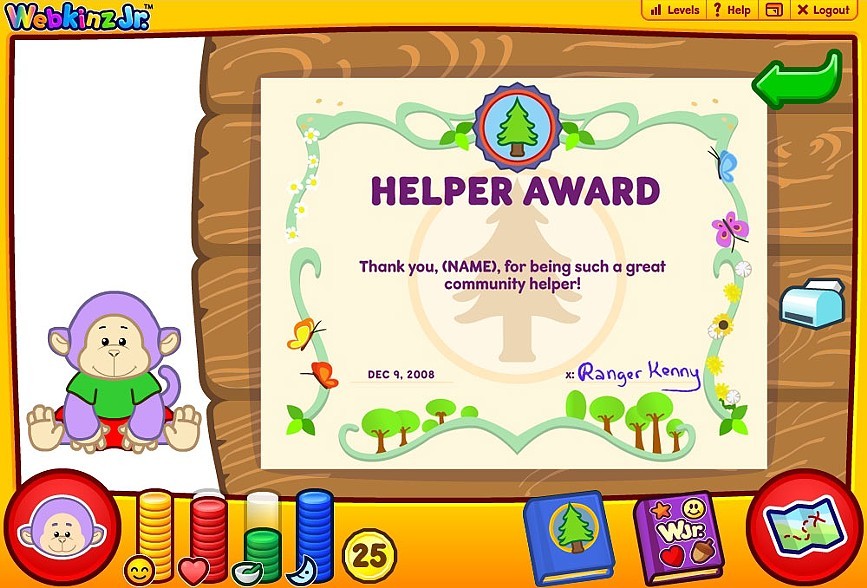 Webkinz Jr.™
Levels
? Help
X Logout
HELPER AWARD
Thank you, (NAME), for being such a great
community helper!
DEC 9, 2008
x: Ranger Kenny
25
WJr.